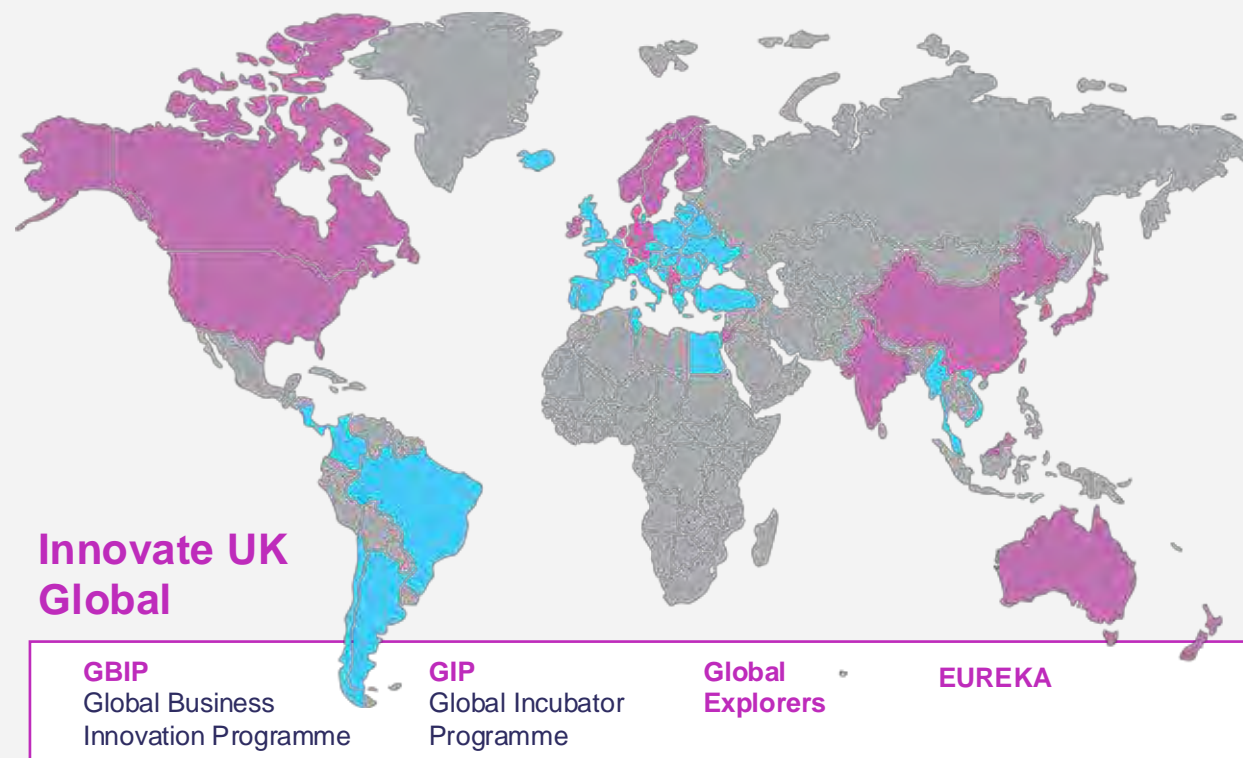 Innovate UK
Global
GBIP
Global Business
Innovation Programme
GIP
Global Incubator
Programme
Global
Explorers
EUREKA